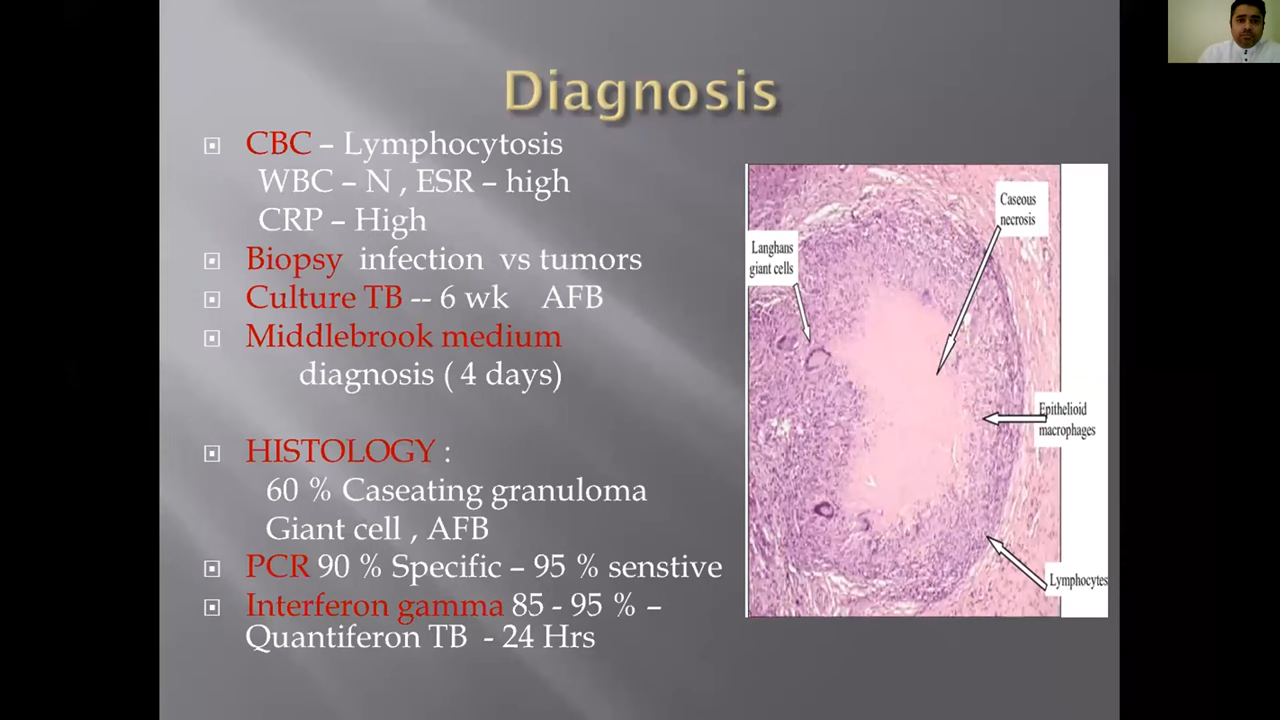 Diagnosis
CBC – Lymphocytosis
WBC – N , ESR – high
CRP – High
Biopsy infection vs tumors
Culture TB -- 6 wk AFB
Middlebrook medium
diagnosis ( 4 days)
HISTOLOGY :
60 % Caseating granuloma
Giant cell , AFB
PCR 90 % Specific – 95 % senstive
Interferon gamma 85 - 95 % –
Quantiferon TB - 24 Hrs
Caseous
necrosis
Langhans
giant cells
Epithelioid
macrophages
Lymphocytes